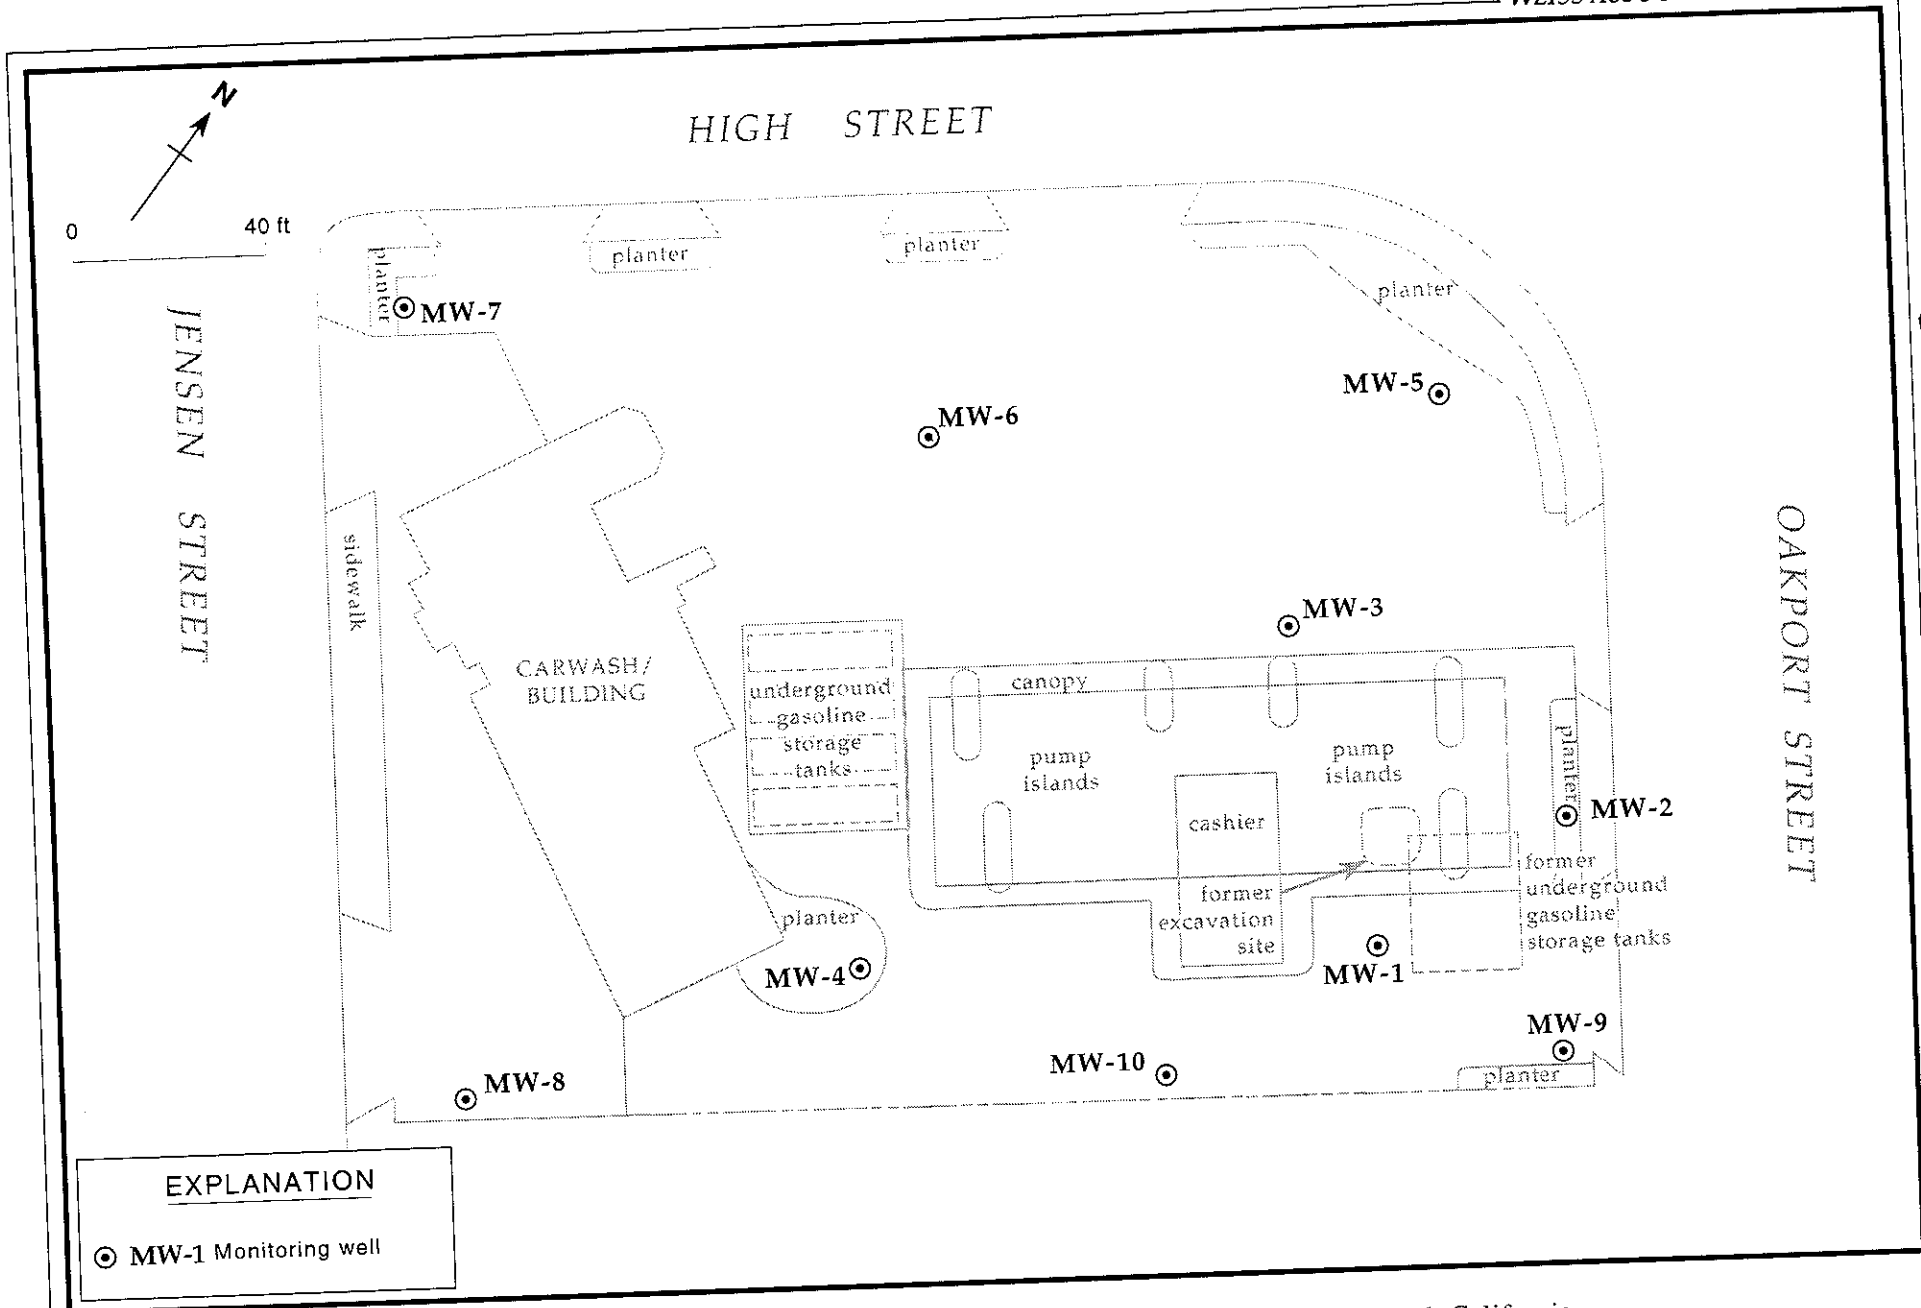 N
HIGH STREET
0 40 ft
planter
planter
planter
planter
MW-7
JENSEN STREET
MW-5
MW-6
OAKPORT STREET
sidewalk
MW-3
CARWASH/
BUILDING
underground
gasoline
storage
tanks
canopy
pump
islands
pump
islands
planter
cashier
MW-2
former
excavation
site
former
underground
gasoline
storage tanks
planter
MW-4
MW-1
MW-9
MW-10
planter
MW-8
EXPLANATION
MW-1 Monitoring well